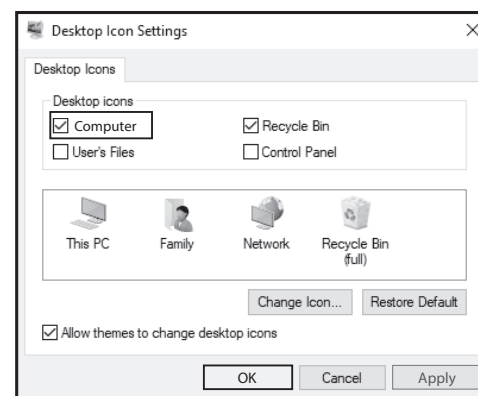 Desktop Icon Settings
Desktop Icons
Desktop icons
Computer
Recycle Bin
User's Files
Control Panel
This PC
Family
Network
Recycle Bin
(full)
Change Icon...
Restore Default
Allow themes to change desktop icons
OK
Cancel
Apply